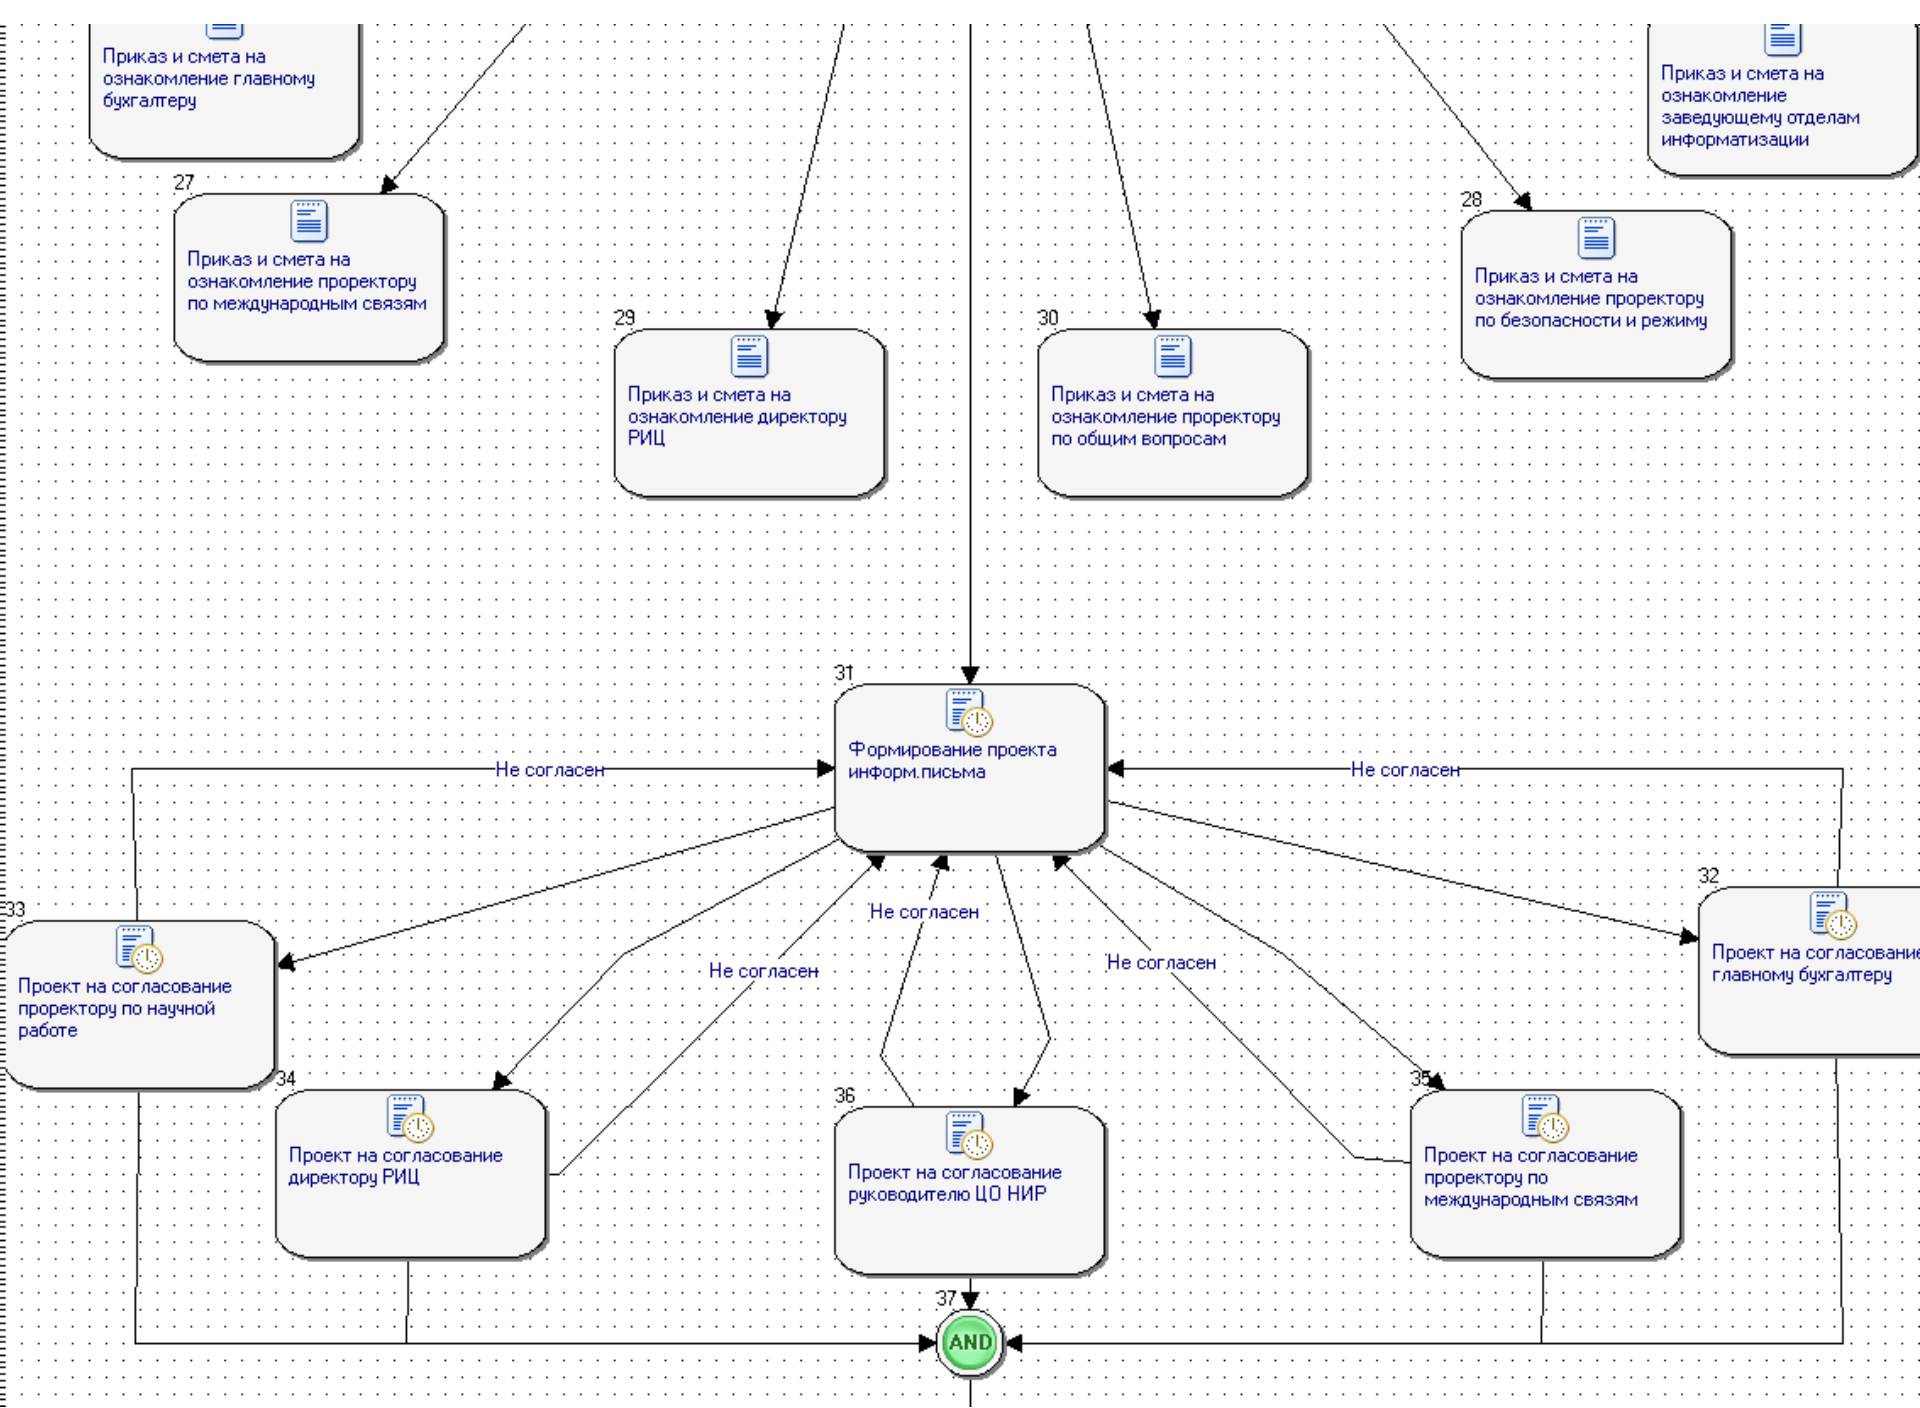 Приказ и смета на
ознакомление главному
бухгалтеру
Приказ и смета на
ознакомление
заведующему отделам
информатизации
27
Приказ и смета на
ознакомление проректору
по международным связям
28
Приказ и смета на
ознакомление проректору
по безопасности и режиму
29
Приказ и смета на
ознакомление директору
РИЦ
30
Приказ и смета на
ознакомление проректору
по общим вопросам
31
Формирование проекта
информ.письма
Не согласен
Не согласен
Не согласен
Не согласен
Не согласен
32
Проект на согласование
главному бухгалтеру
33
Проект на согласование
проректору по научной
работе
34
Проект на согласование
директору РИЦ
36
Проект на согласование
руководителю ЦО НИР
35
Проект на согласование
проректору по
международным связям
37
AND